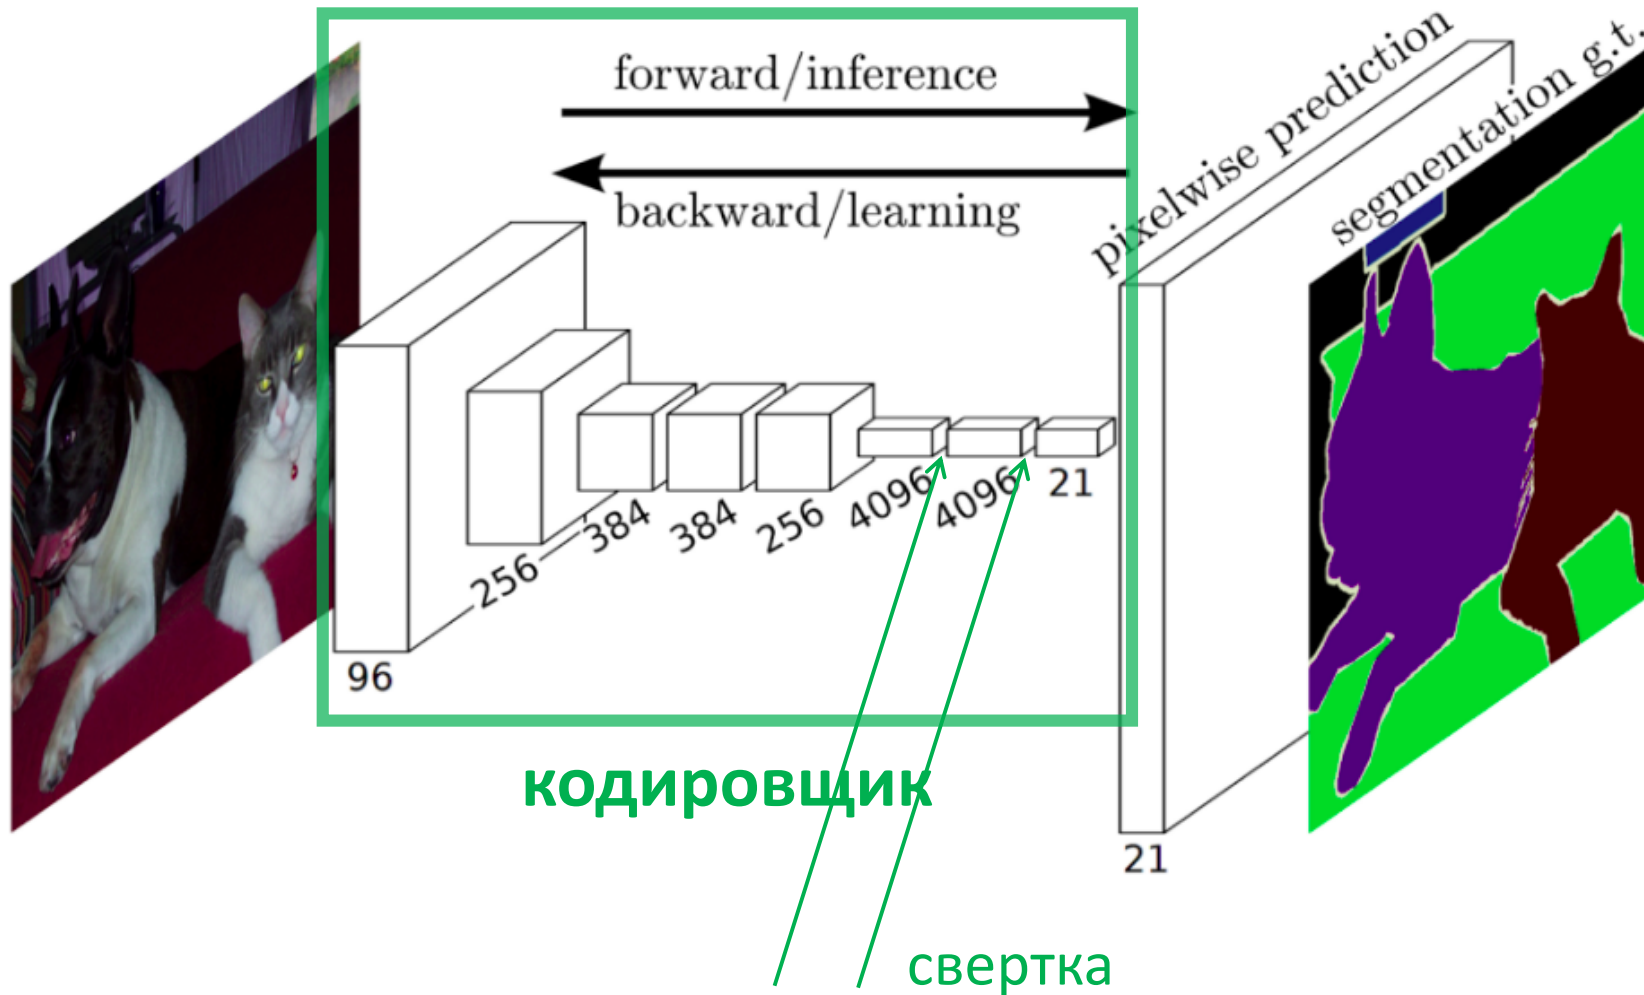 forward/inference
backward/learning
pixelwise prediction
segmentation g.t.
96
256
384
384
256
4096
4096
21
21
кодировщик
свертка